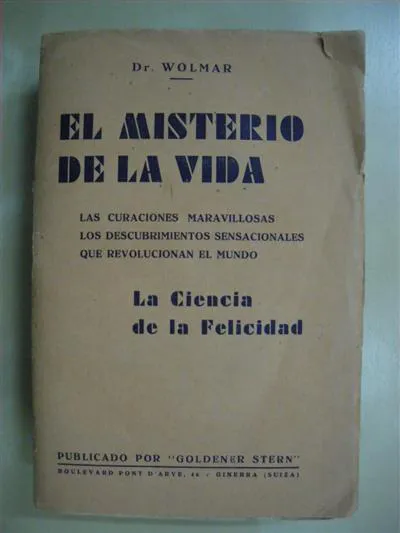 Dr. WOLMAR
EL MISTERIO
DE LA VIDA
LAS CURACIONES MARAVILLOSAS
LOS DESCUBRIMIENTOS SENSACIONALES
QUE REVOLUCIONAN EL MUNDO
La Ciencia
de la Felicidad
PUBLICADO POR "GOLDENER STERN"
BOULEVARD PONT D'ARVE, 46 - GINEBRA (SUIZA)